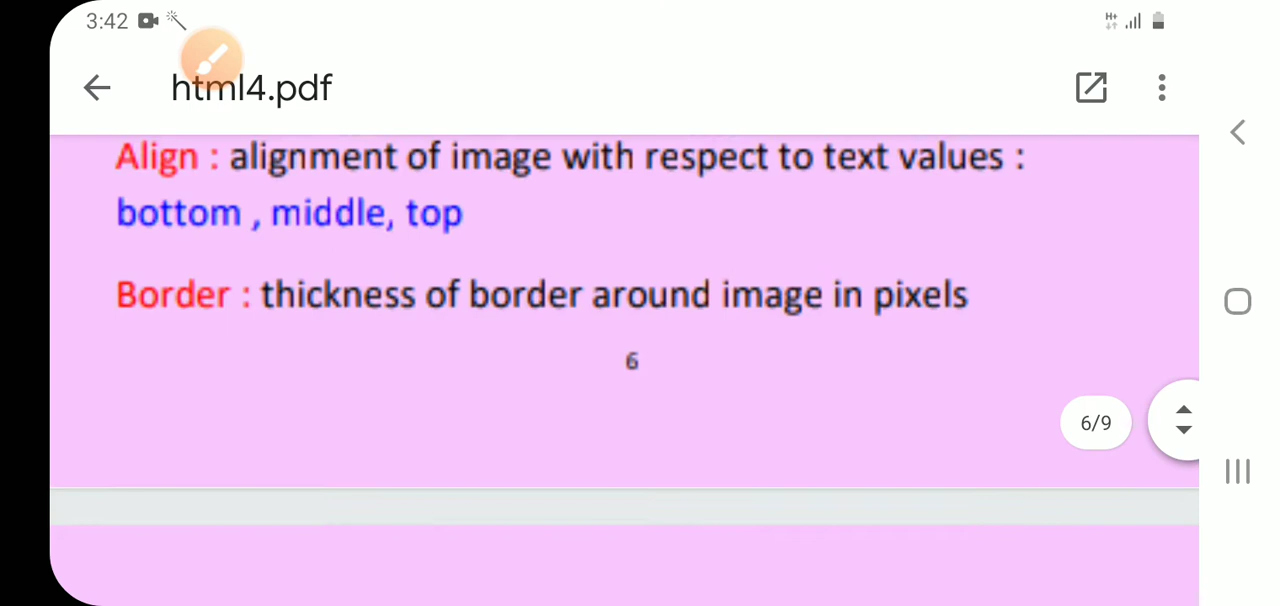 3:42
H+
html4.pdf
Align : alignment of image with respect to text values :
bottom , middle, top
Border : thickness of border around image in pixels
6
6/9